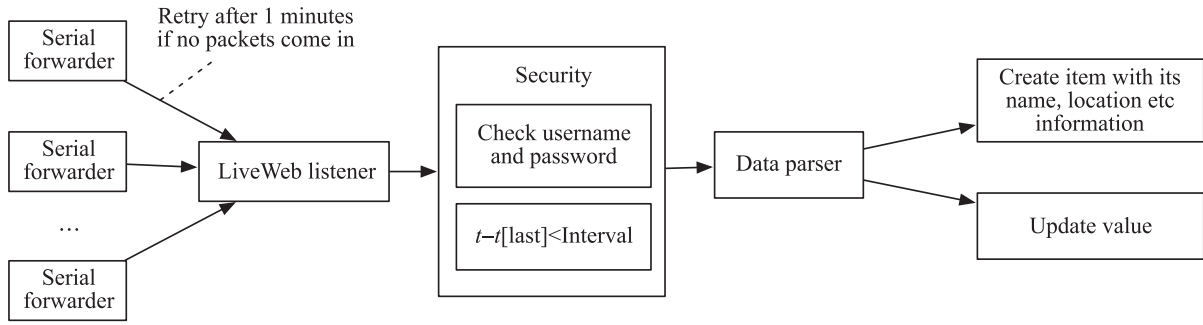 Serial
forwarder
Retry after 1 minutes
if no packets come in
Serial
forwarder
...
Serial
forwarder
LiveWeb listener
Security
Check username
and password
t–t[last]<Interval
Data parser
Create item with its
name, location etc
information
Update value